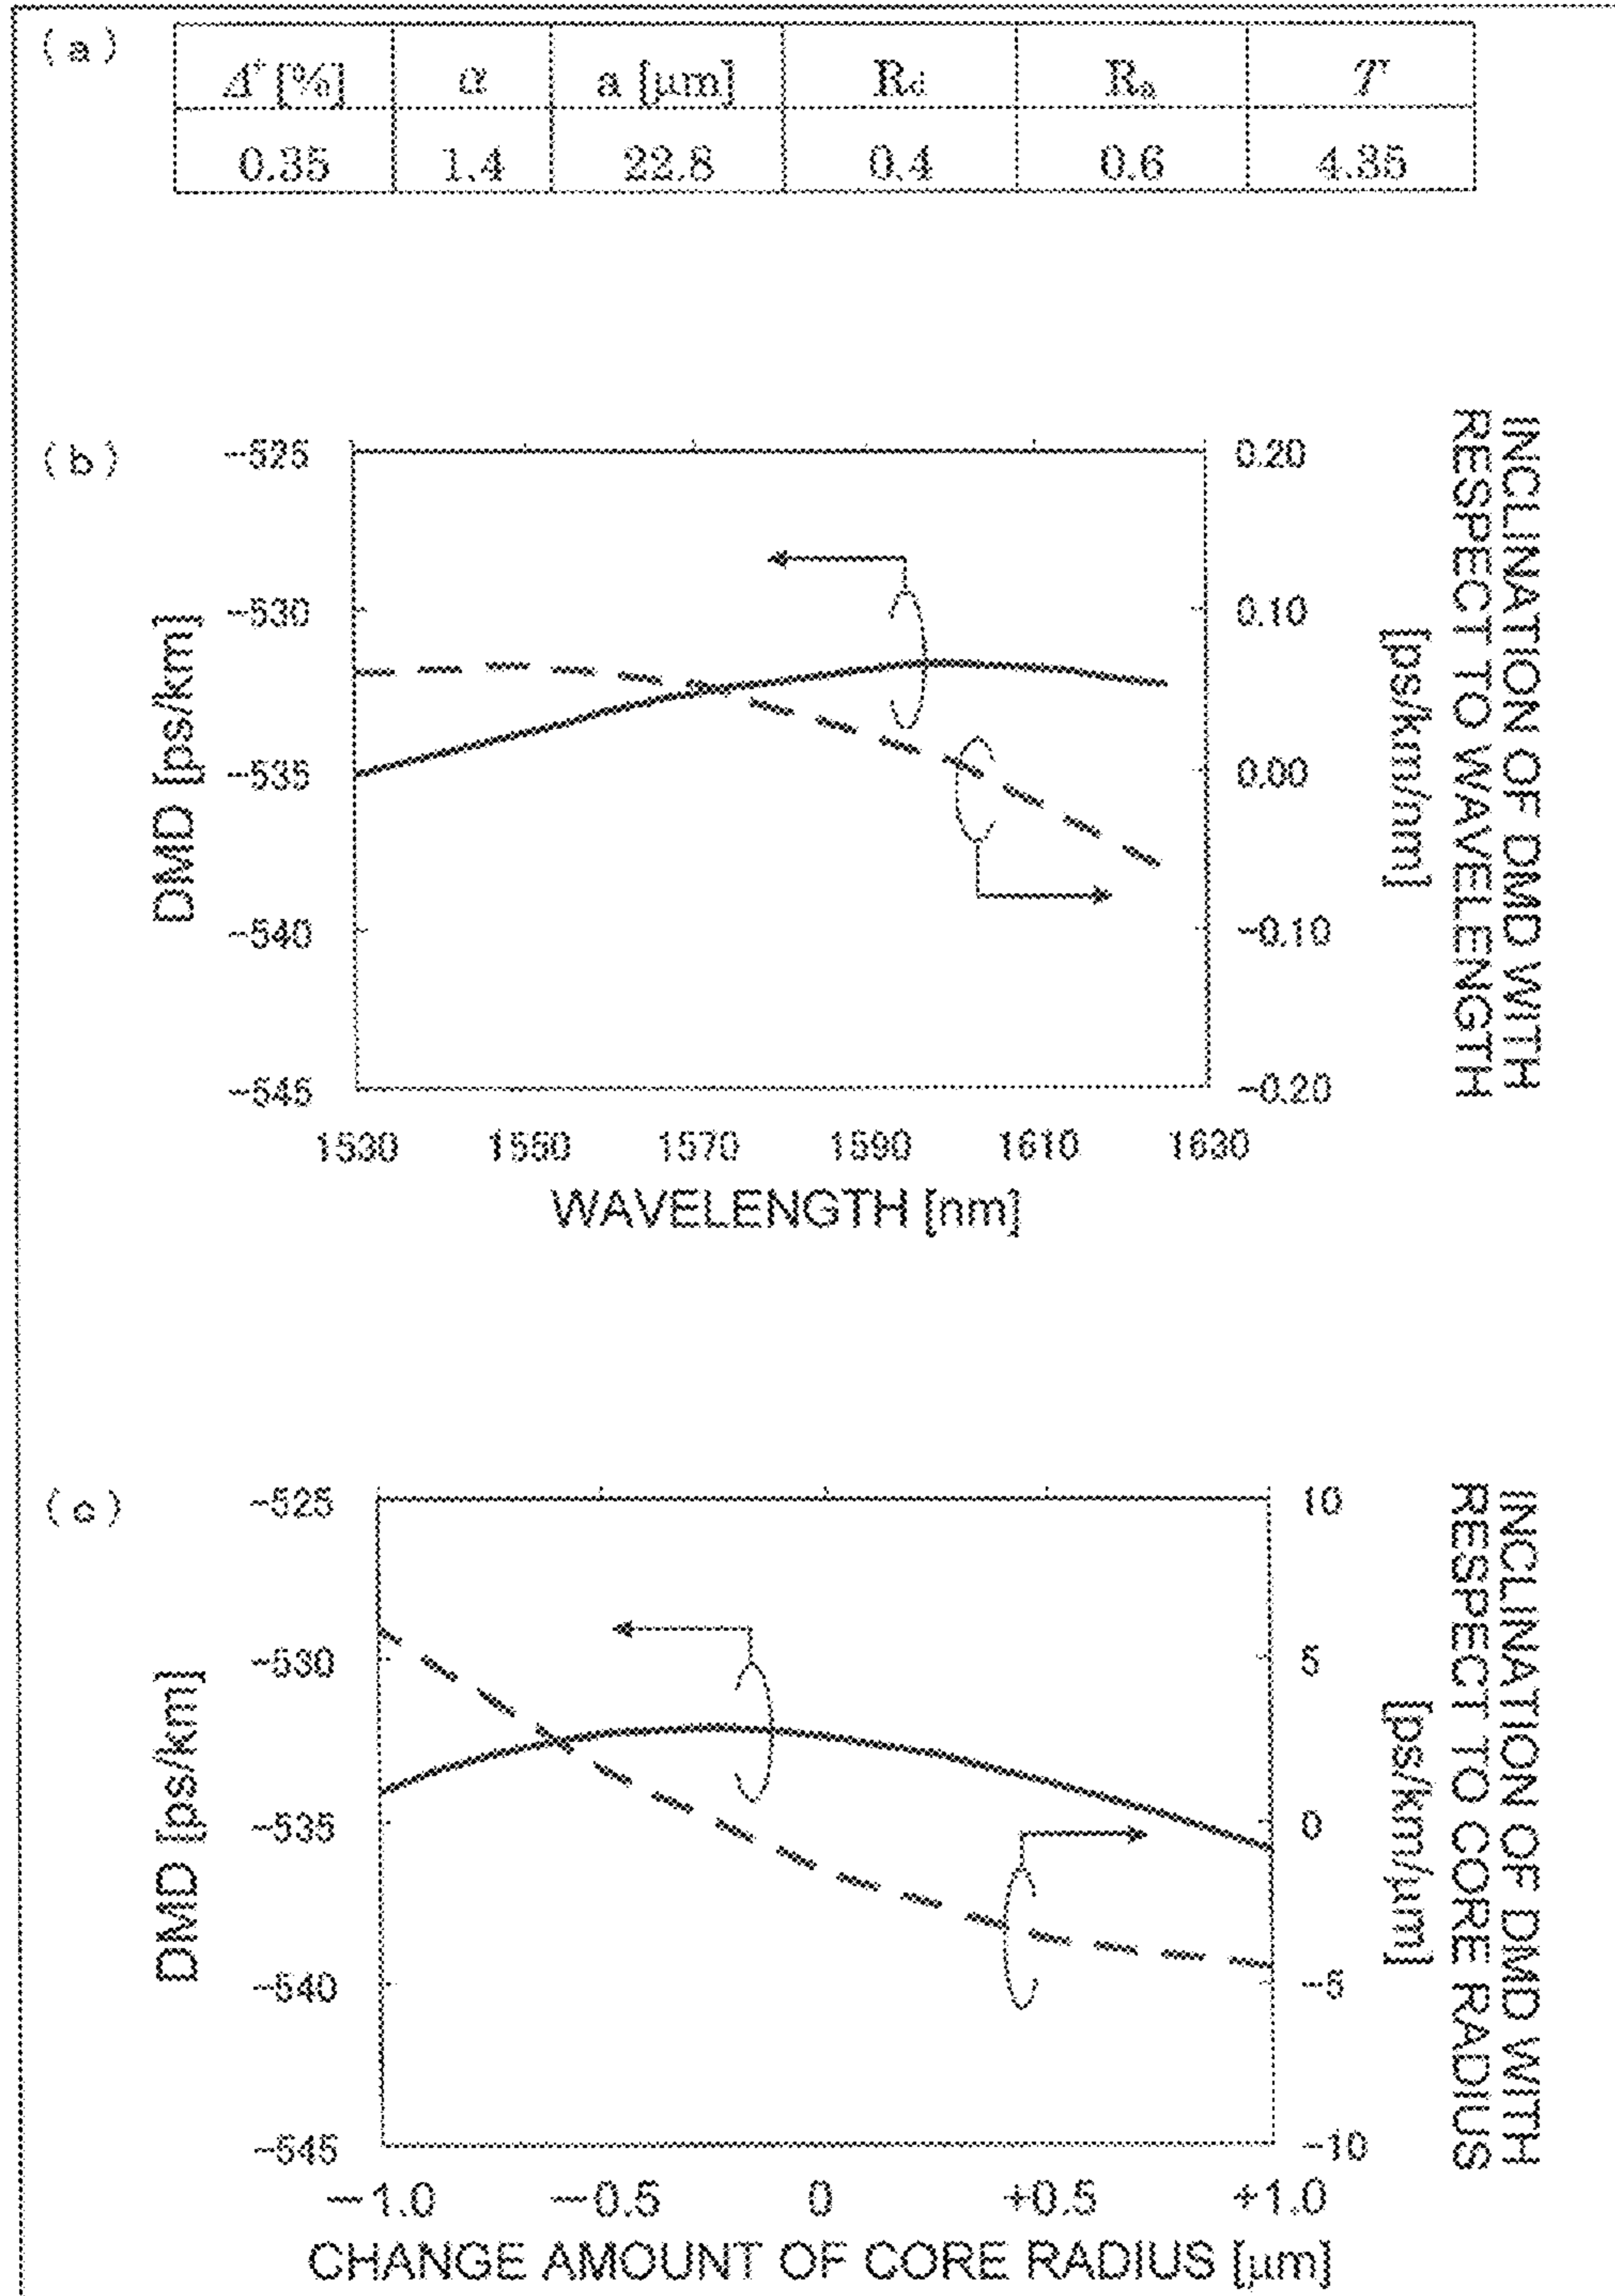 (a)
Δ⁺ [%] α a [μm] Rd Ra T
0.35 1.4 22.8 0.4 0.6 4.35
(b)
-525
-530
-535
-540
-545
DMD [ps/km]
0.20
0.10
0.00
-0.10
-0.20
INCLINATION OF DMD WITH
RESPECT TO WAVELENGTH
[ps/km/nm]
1530 1550 1570 1590 1610 1630
WAVELENGTH [nm]
(c)
-525
-530
-535
-540
-545
DMD [ps/km]
10
5
0
-5
-10
INCLINATION OF DMD WITH
RESPECT TO CORE RADIUS
[ps/km/μm]
-1.0 -0.5 0 +0.5 +1.0
CHANGE AMOUNT OF CORE RADIUS [μm]